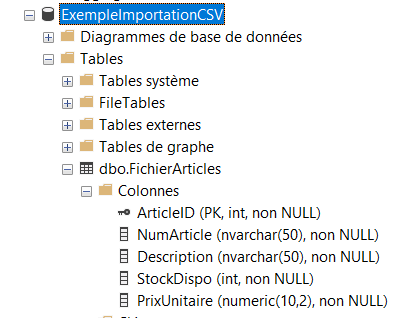 ExempleImportationCSV
Diagrammes de base de données
Tables
Tables système
FileTables
Tables externes
Tables de graphe
dbo.FichierArticles
Colonnes
ArticleID (PK, int, non NULL)
NumArticle (nvarchar(50), non NULL)
Description (nvarchar(50), non NULL)
StockDispo (int, non NULL)
PrixUnitaire (numeric(10,2), non NULL)